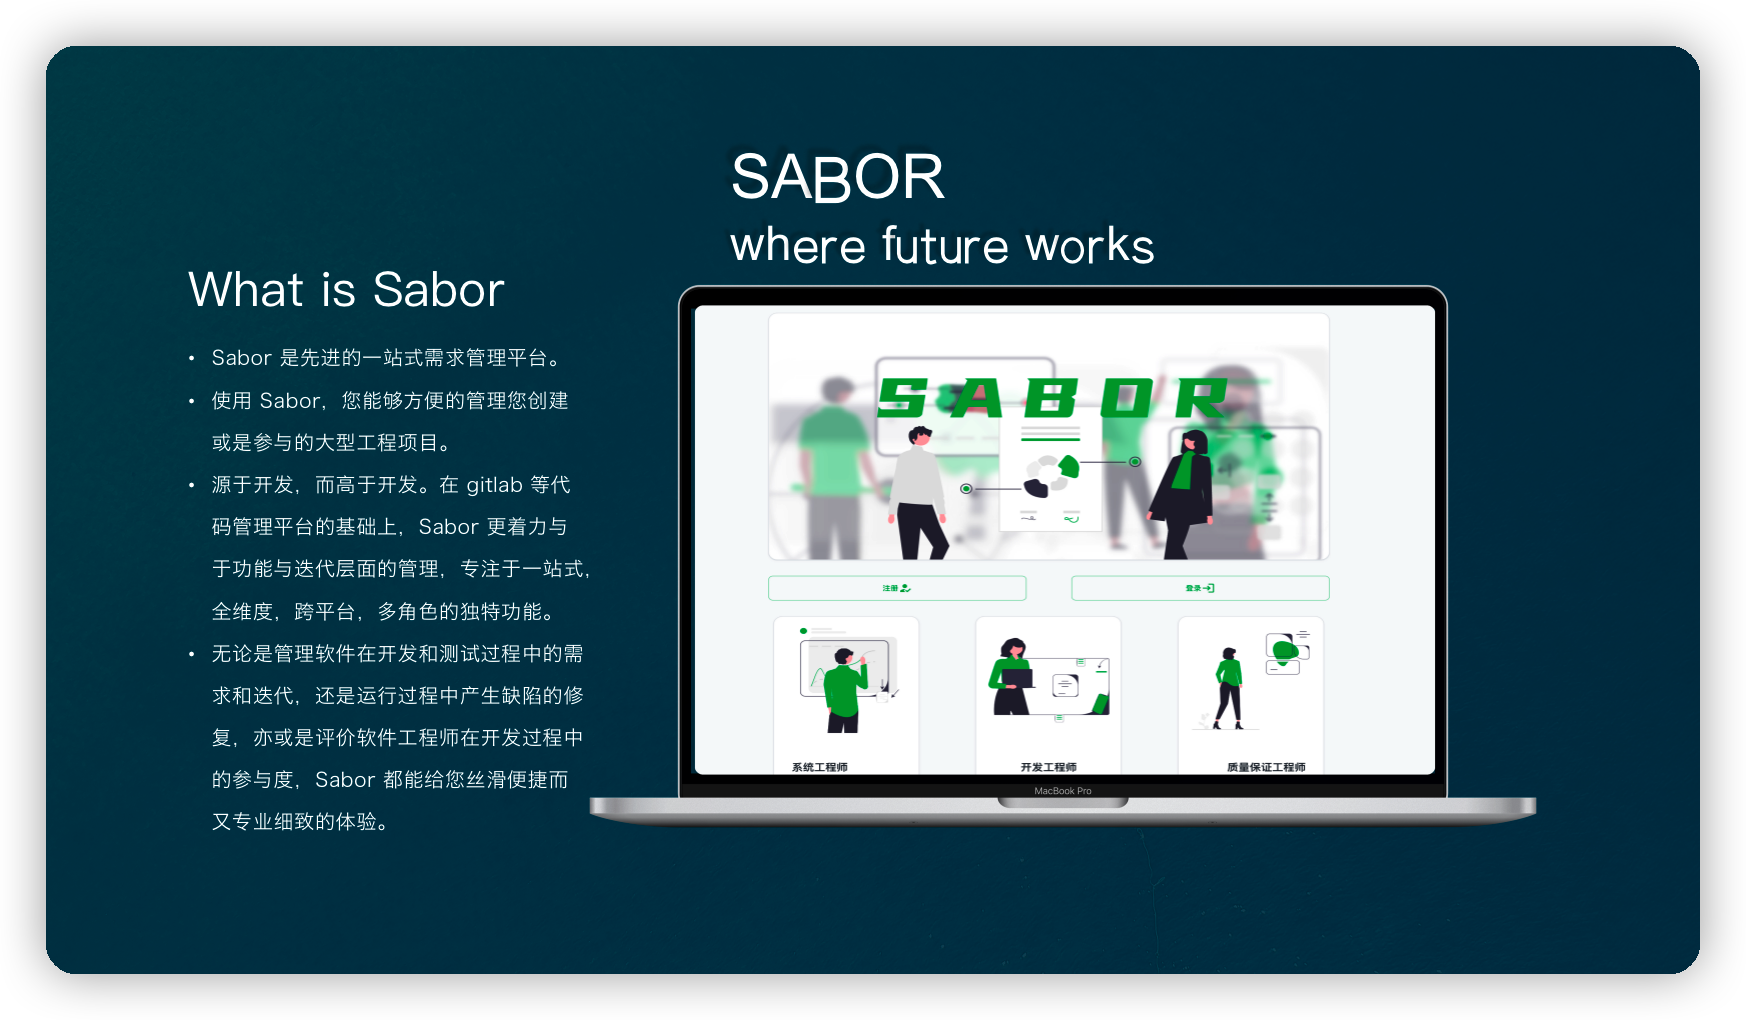 SABOR
where future works
What is Sabor
• Sabor 是先进的一站式需求管理平台。
• 使用 Sabor，您能够方便的管理您创建
或是参与的大型工程项目。
• 源于开发，而高于开发。在 gitlab 等代
码管理平台的基础上，Sabor 更着力与
于功能与迭代层面的管理，专注于一站式，
全维度，跨平台，多角色的独特功能。
• 无论是管理软件在开发和测试过程中的需
求和迭代，还是运行过程中产生缺陷的修
复，亦或是评价软件工程师在开发过程中
的参与度，Sabor 都能给您丝滑便捷而
又专业细致的体验。
SABOR
注册
登录
系统工程师
开发工程师
质量保证工程师
MacBook Pro